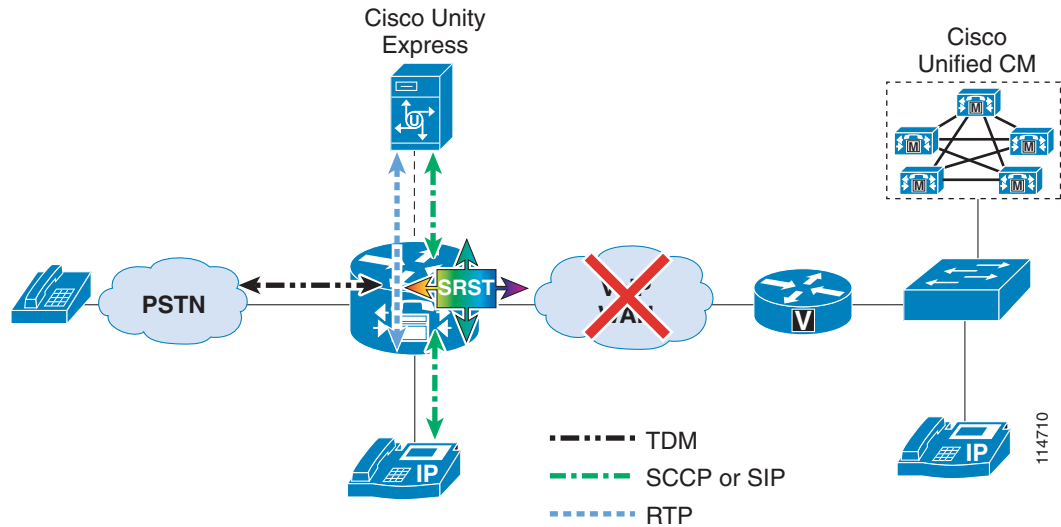 Cisco Unity
Express
Cisco
Unified CM
M
M
M
M
M
U
PSTN
SRST
V
IP
IP
TDM
SCCP or SIP
RTP
114710